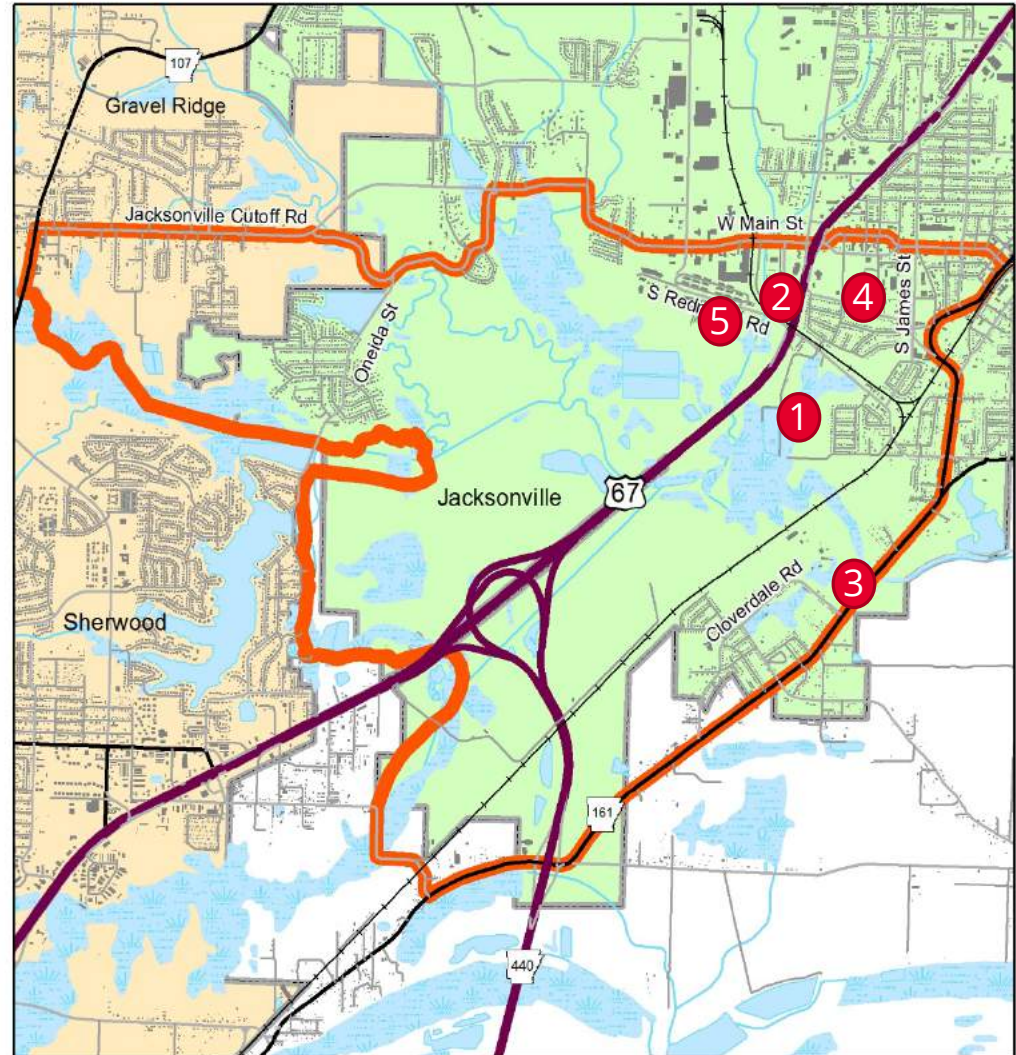 107
Gravel Ridge
Jacksonville Cutoff Rd
W Main St
S James St
2
4
S Redm Rd
5
Oneida St
1
67
Jacksonville
3
Cloverdale Rd
Sherwood
161
440